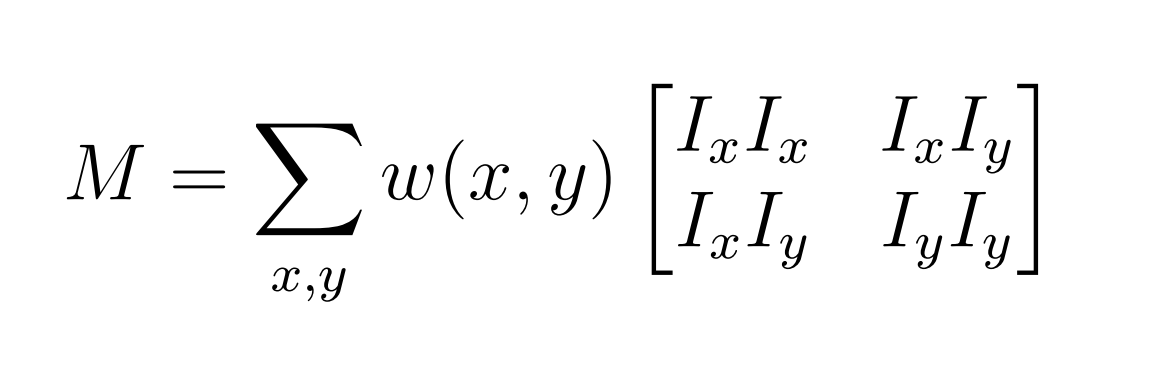 M = \sum_{x,y} w(x,y) \begin{bmatrix} I_x I_x & I_x I_y \\ I_x I_y & I_y I_y \end{bmatrix}